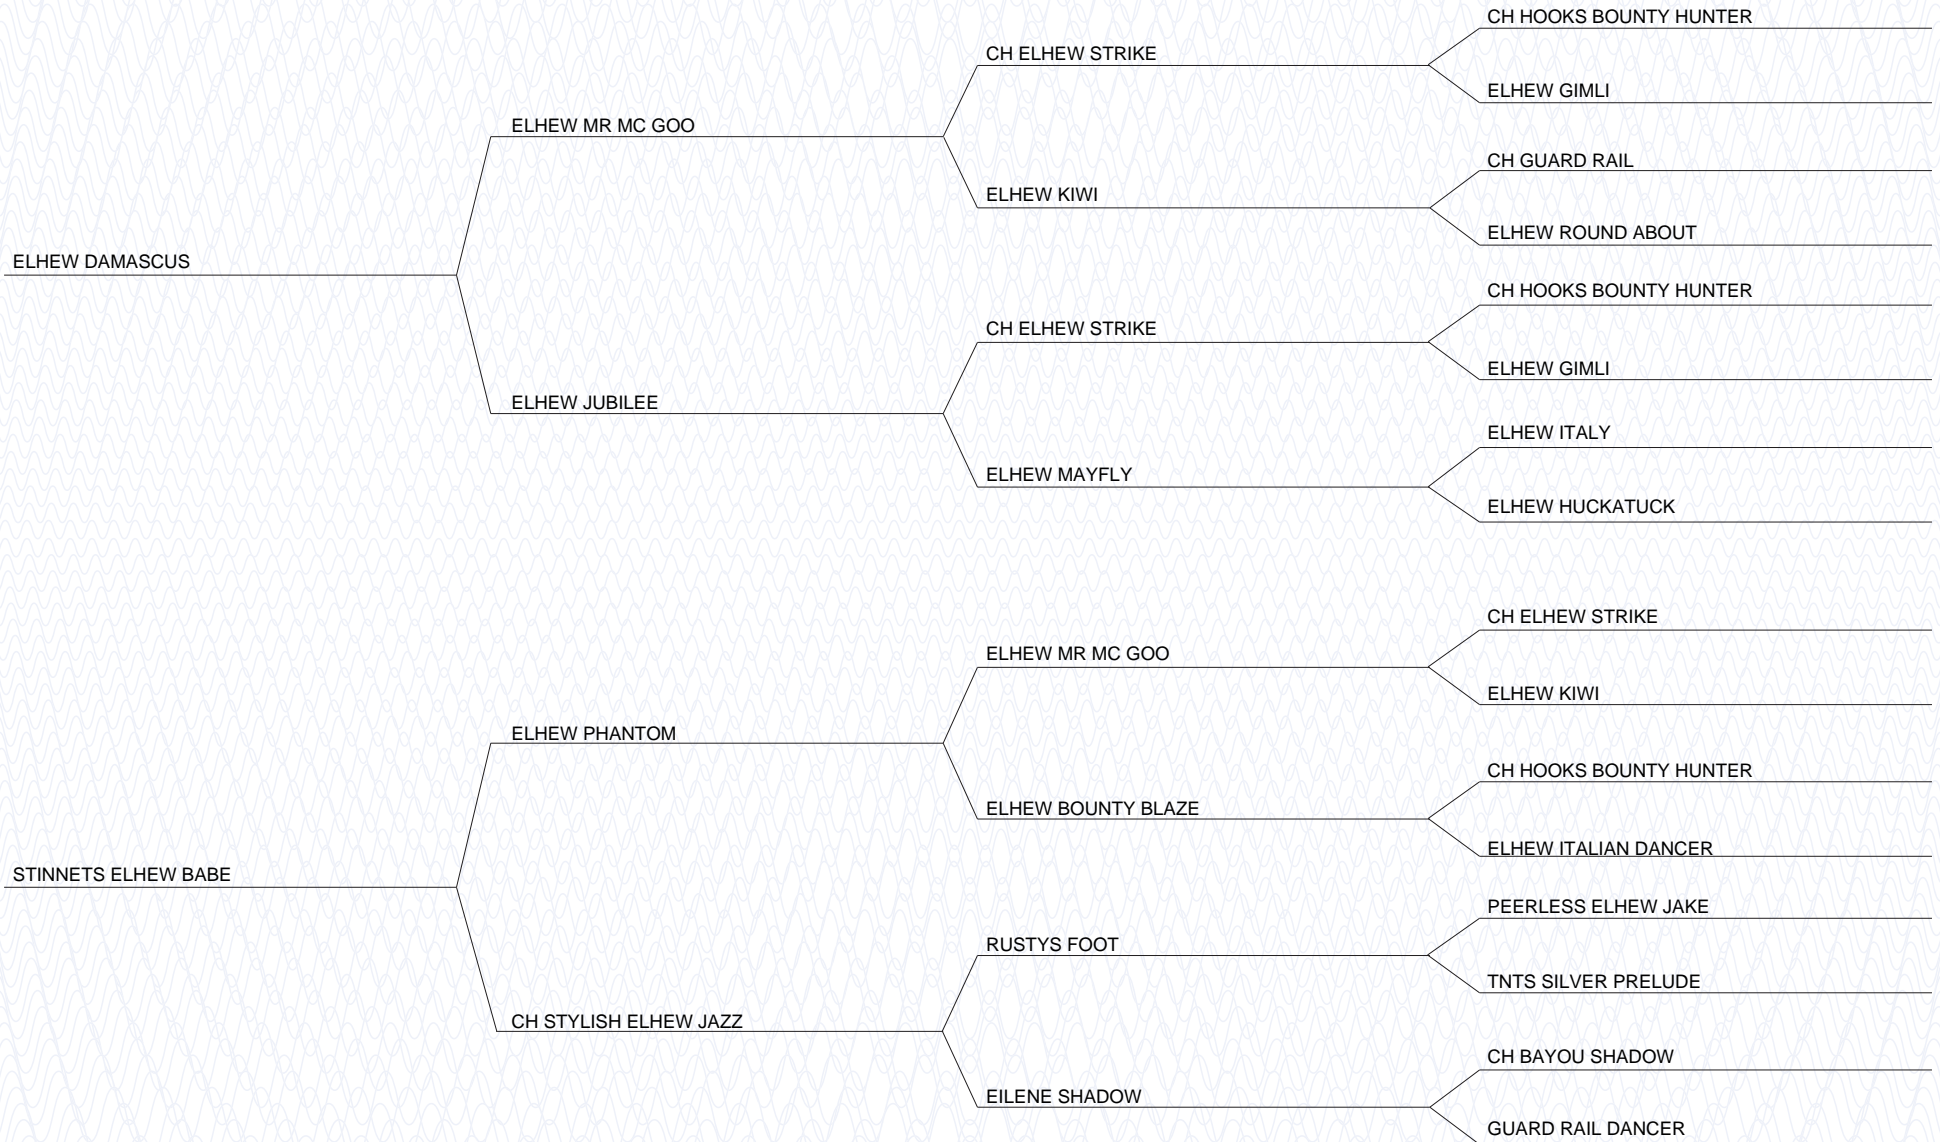 CH HOOKS BOUNTY HUNTER
CH ELHEW STRIKE
ELHEW GIMLI
ELHEW MR MC GOO
CH GUARD RAIL
ELHEW KIWI
ELHEW ROUND ABOUT
ELHEW DAMASCUS
CH HOOKS BOUNTY HUNTER
CH ELHEW STRIKE
ELHEW GIMLI
ELHEW JUBILEE
ELHEW ITALY
ELHEW MAYFLY
ELHEW HUCKATUCK
CH ELHEW STRIKE
ELHEW MR MC GOO
ELHEW KIWI
ELHEW PHANTOM
CH HOOKS BOUNTY HUNTER
ELHEW BOUNTY BLAZE
ELHEW ITALIAN DANCER
STINNETS ELHEW BABE
PEERLESS ELHEW JAKE
RUSTYS FOOT
TNTS SILVER PRELUDE
CH STYLISH ELHEW JAZZ
CH BAYOU SHADOW
EILENE SHADOW
GUARD RAIL DANCER